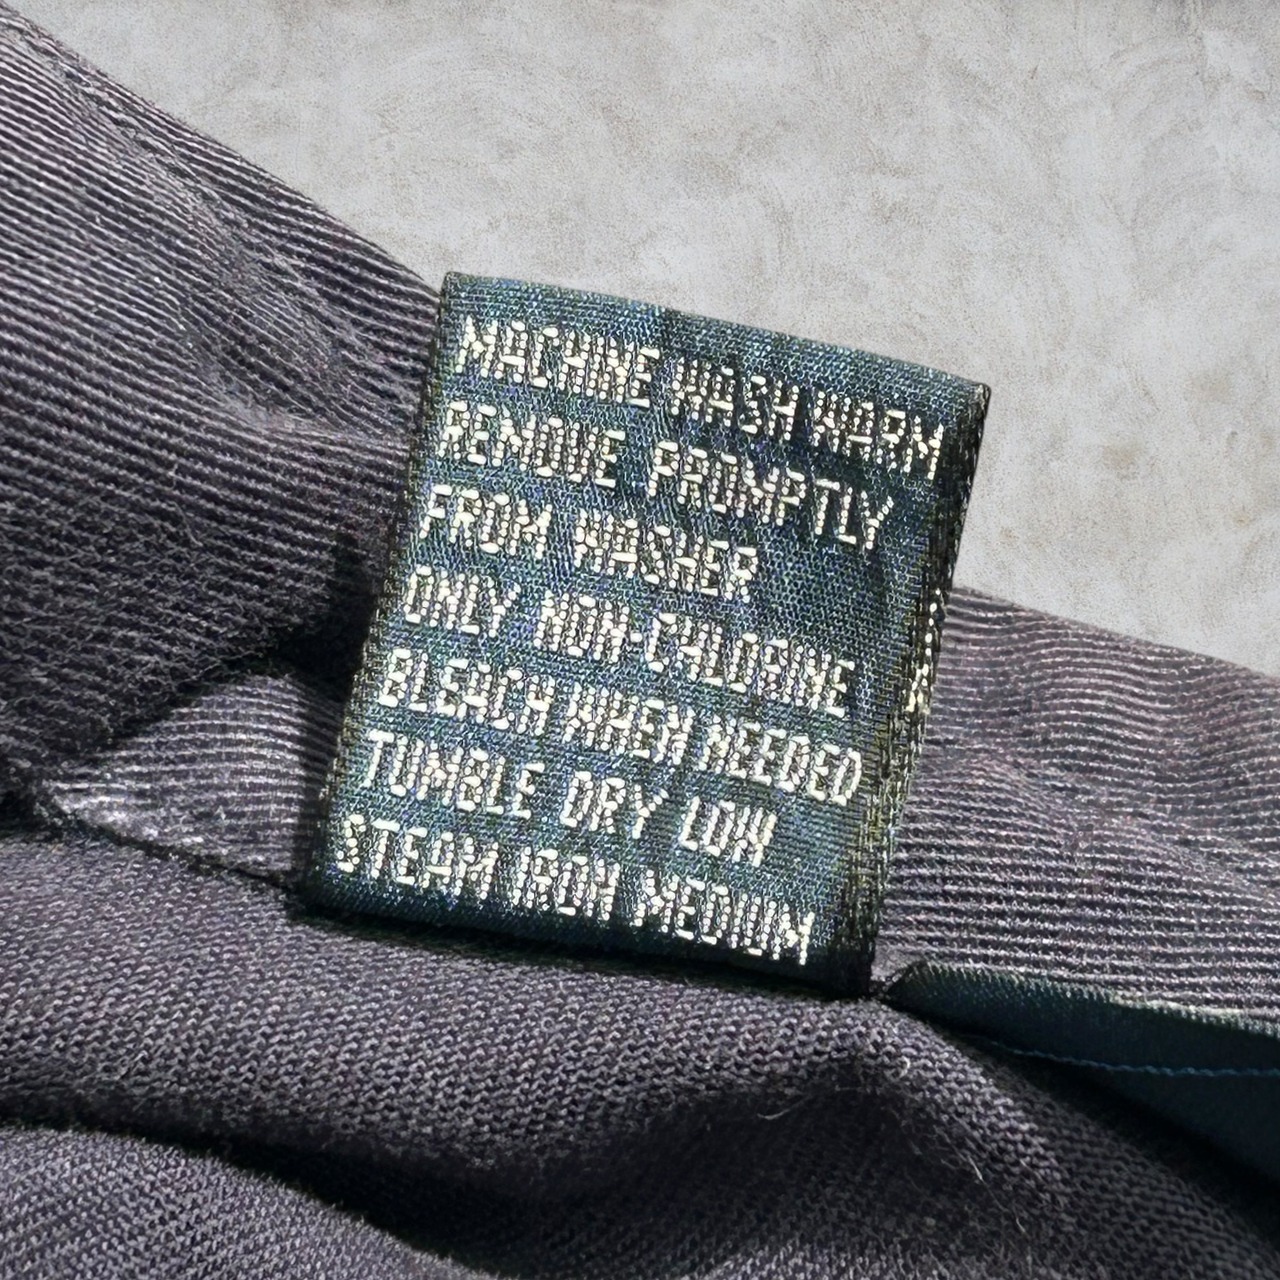 MACHINE WASH WARM
REMOVE PROMPTLY
FROM WASHER
ONLY NON-CHLORINE
BLEACH WHEN NEEDED
TUMBLE DRY LOW
STEAM IRON MEDIUM